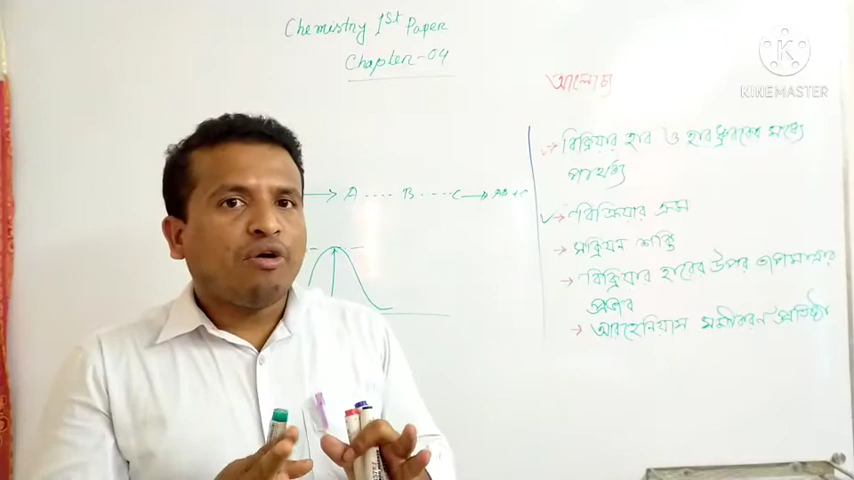 Chemistry 1st Paper
Chapter-04
আলোচ্য
KINEMASTER
→ বিক্রিয়ার হার ও হার ধ্রুবকের মধ্যে
পার্থক্য
→ A .... B .... C → AB + C
→ বিক্রিয়ার ক্রম
→ সক্রিয়ন শক্তি
→ বিক্রিয়ার হারের উপর তাপমাত্রার
প্রভাব
→ আরহেনিয়াস সমীকরণ প্রতিষ্ঠা